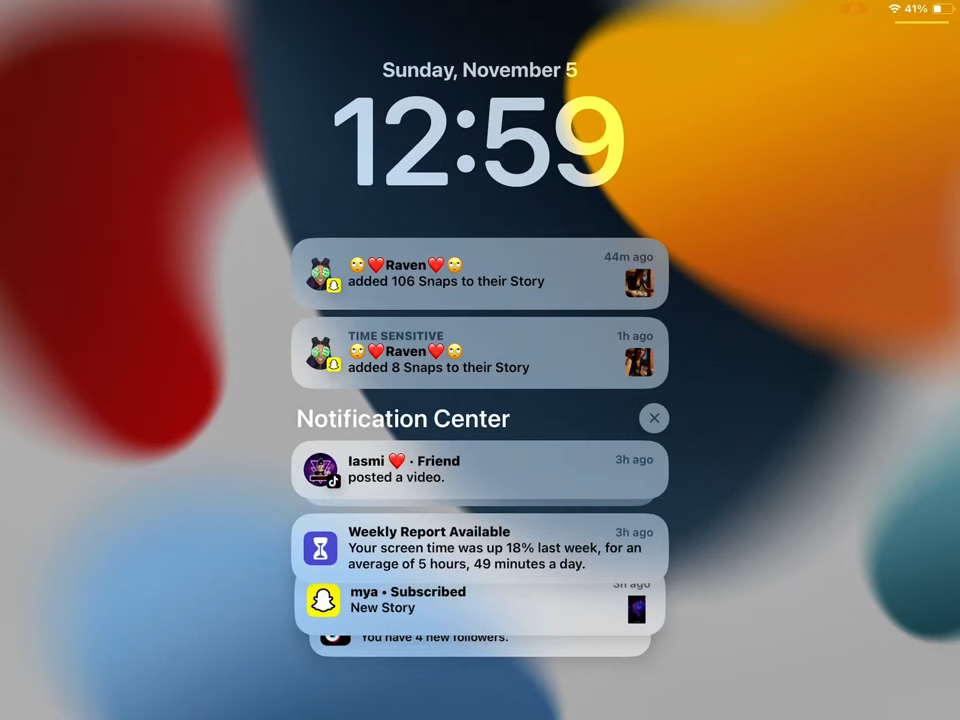 41%
Sunday, November 5
12:59
🙄❤️Raven❤️🙄
44m ago
added 106 Snaps to their Story
TIME SENSITIVE
1h ago
🙄❤️Raven❤️🙄
added 8 Snaps to their Story
Notification Center
Iasmi ❤️ · Friend
3h ago
posted a video.
Weekly Report Available
3h ago
Your screen time was up 18% last week, for an
average of 5 hours, 49 minutes a day.
3h ago
mya • Subscribed
New Story
You have 4 new followers.